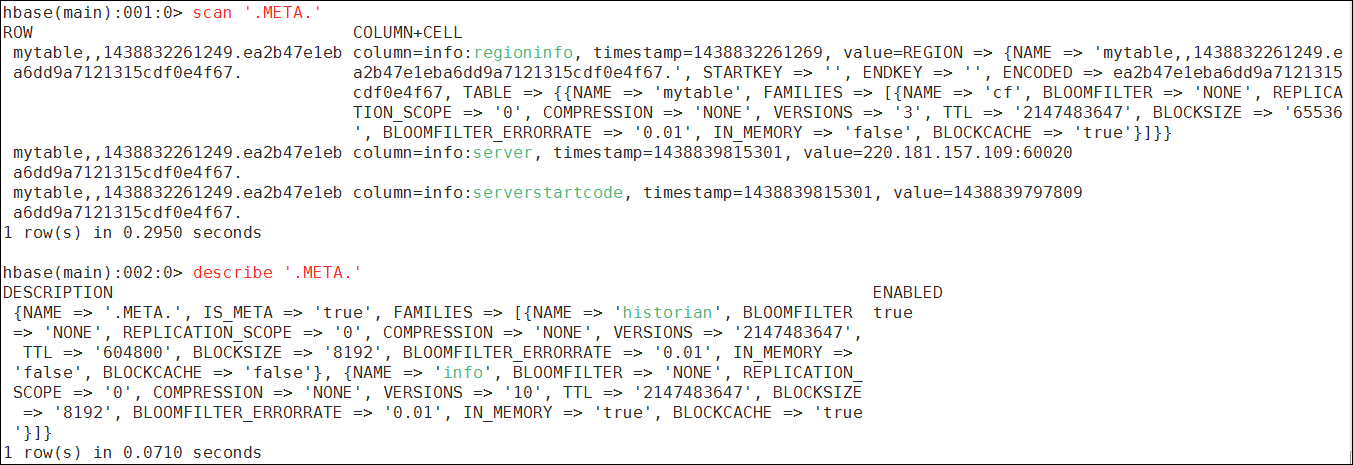 hbase(main):001:0> scan '.META.'
ROW                                  COLUMN+CELL
 mytable,,1438832261249.ea2b47e1eb column=info:regioninfo, timestamp=1438832261269, value=REGION => {NAME => 'mytable,,1438832261249.e
 a6dd9a7121315cdf0e4f67.           a2b47e1eba6dd9a7121315cdf0e4f67.', STARTKEY => '', ENDKEY => '', ENCODED => ea2b47e1eba6dd9a7121315
                                   cdf0e4f67, TABLE => {{NAME => 'mytable', FAMILIES => [{NAME => 'cf', BLOOMFILTER => 'NONE', REPLICA
                                   TION_SCOPE => '0', COMPRESSION => 'NONE', VERSIONS => '3', TTL => '2147483647', BLOCKSIZE => '65536
                                   ', BLOOMFILTER_ERRORRATE => '0.01', IN_MEMORY => 'false', BLOCKCACHE => 'true'}]}}
 mytable,,1438832261249.ea2b47e1eb column=info:server, timestamp=1438839815301, value=220.181.157.109:60020
 a6dd9a7121315cdf0e4f67.
 mytable,,1438832261249.ea2b47e1eb column=info:serverstartcode, timestamp=1438839815301, value=1438839797809
 a6dd9a7121315cdf0e4f67.
1 row(s) in 0.2950 seconds
hbase(main):002:0> describe '.META.'
DESCRIPTION                                                                            ENABLED
 {NAME => '.META.', IS_META => 'true', FAMILIES => [{NAME => 'historian', BLOOMFILTER  true
=> 'NONE', REPLICATION_SCOPE => '0', COMPRESSION => 'NONE', VERSIONS => '2147483647',
 TTL => '604800', BLOCKSIZE => '8192', BLOOMFILTER_ERRORRATE => '0.01', IN_MEMORY =>
'false', BLOCKCACHE => 'false'}, {NAME => 'info', BLOOMFILTER => 'NONE', REPLICATION_
SCOPE => '0', COMPRESSION => 'NONE', VERSIONS => '10', TTL => '2147483647', BLOCKSIZE
 => '8192', BLOOMFILTER_ERRORRATE => '0.01', IN_MEMORY => 'true', BLOCKCACHE => 'true
'}]}
1 row(s) in 0.0710 seconds